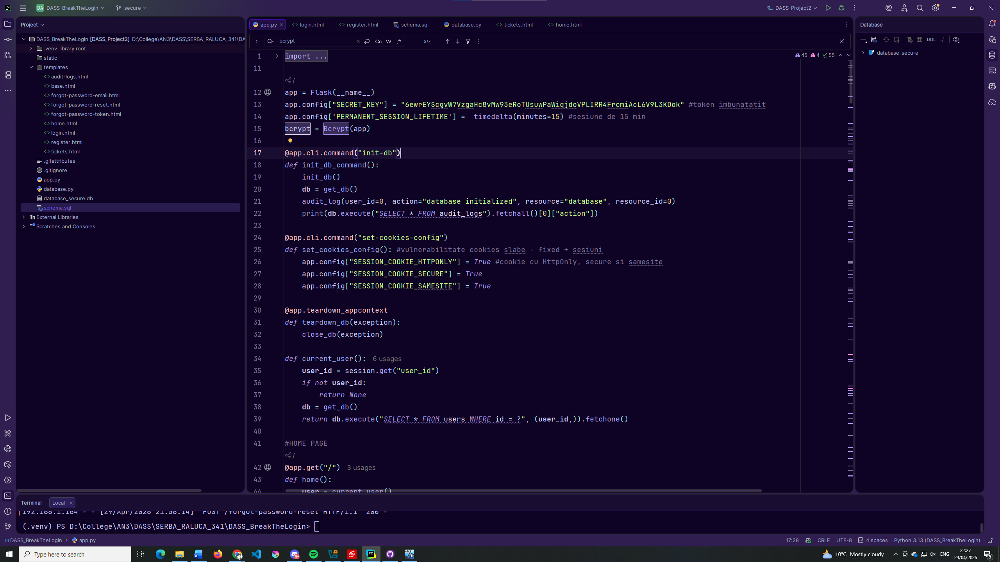 DA DASS_BreakTheLogin secure DASS_Project2
Project
DASS_BreakTheLogin [DASS_Project2] D:\College\AN3\DASS\SERBA_RALUCA_341\DA
.venv library root
static
templates
audit-logs.html
base.html
forgot-password-email.html
forgot-password-reset.html
forgot-password-token.html
home.html
login.html
register.html
tickets.html
.gitattributes
.gitignore
app.py
database.py
database_secure.db
schema.sql
External Libraries
Scratches and Consoles
app.py login.html register.html schema.sql database.py tickets.html home.html
bcrypt Cc W .* 3/7
45 4 55
1 import ...
11
/
12 app = Flask(__name__)
13 app.config["SECRET_KEY"] = "6ewrEYScgvW7VzgaHc8vMw93eRoTUsuwPaWiqjdoVPLIRR4FrcmiAcL6V9L3KDok" #token imbunatatit
14 app.config['PERMANENT_SESSION_LIFETIME'] =  timedelta(minutes=15) #sesiune de 15 min
15 bcrypt = Bcrypt(app)
16
17 @app.cli.command("init-db")
18 def init_db_command():
19     init_db()
20     db = get_db()
21     audit_log(user_id=0, action="database initialized", resource="database", resource_id=0)
22     print(db.execute("SELECT * FROM audit_logs").fetchall()[0]["action"])
23
24 @app.cli.command("set-cookies-config")
25 def set_cookies_config(): #vulnerabilitate cookies slabe - fixed + sesiuni
26     app.config["SESSION_COOKIE_HTTPONLY"] = True #cookie cu HttpOnly, secure si samesite
27     app.config["SESSION_COOKIE_SECURE"] = True
28     app.config["SESSION_COOKIE_SAMESITE"] = True
29
30 @app.teardown_appcontext
31 def teardown_db(exception):
32     close_db(exception)
33
34 def current_user(): 6 usages
35     user_id = session.get("user_id")
36     if not user_id:
37         return None
38     db = get_db()
39     return db.execute("SELECT * FROM users WHERE id = ?", (user_id,)).fetchone()
40
41 #HOME PAGE
/
42 @app.get("/") 3 usages
43 def home():
44     user = current_user()
Database
DDL
database_secure
Terminal Local
192.168.1.164 - - [29/Apr/2026 21:58:14] "POST /forgot-password-reset HTTP/1.1" 200 -
(.venv) PS D:\College\AN3\DASS\SERBA_RALUCA_341\DASS_BreakTheLogin>
DASS_BreakTheLogin > app.py 17:28 CRLF UTF-8 4 spaces Python 3.13 (DASS_BreakTheLogin)
Type here to search
10°C Mostly cloudy ENG
22:27
29/04/2026
5